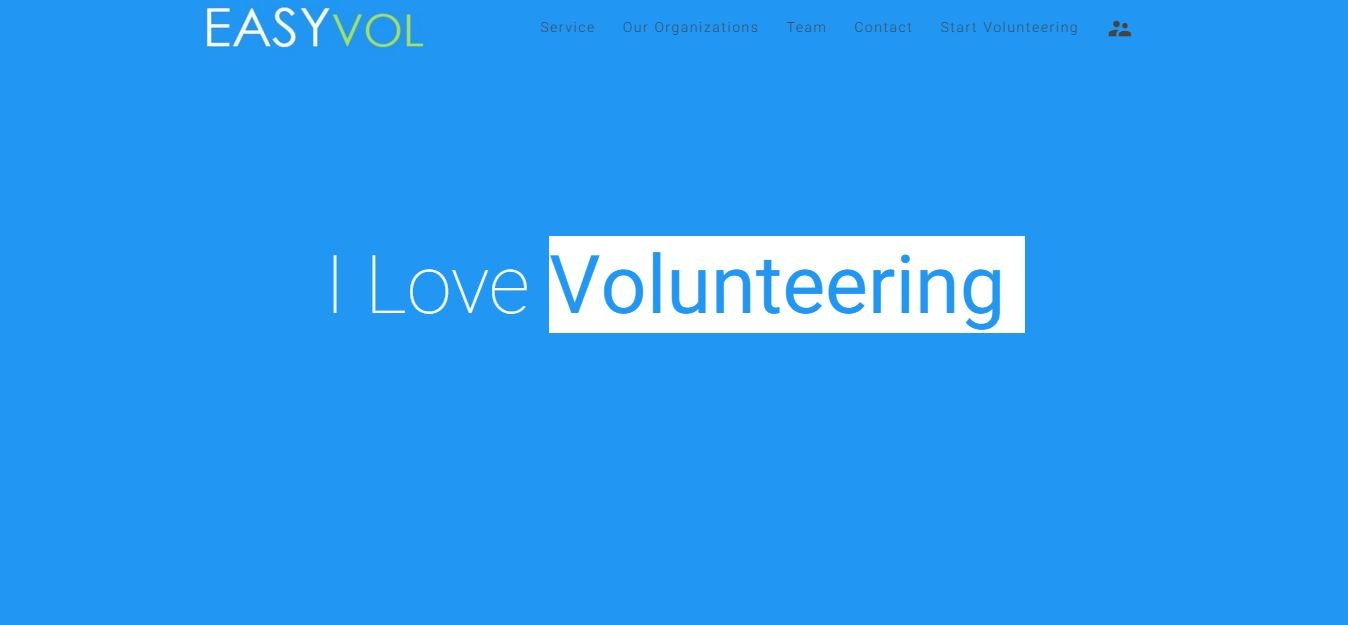 EASYVOL
Service Our Organizations Team Contact Start Volunteering
I Love Volunteering